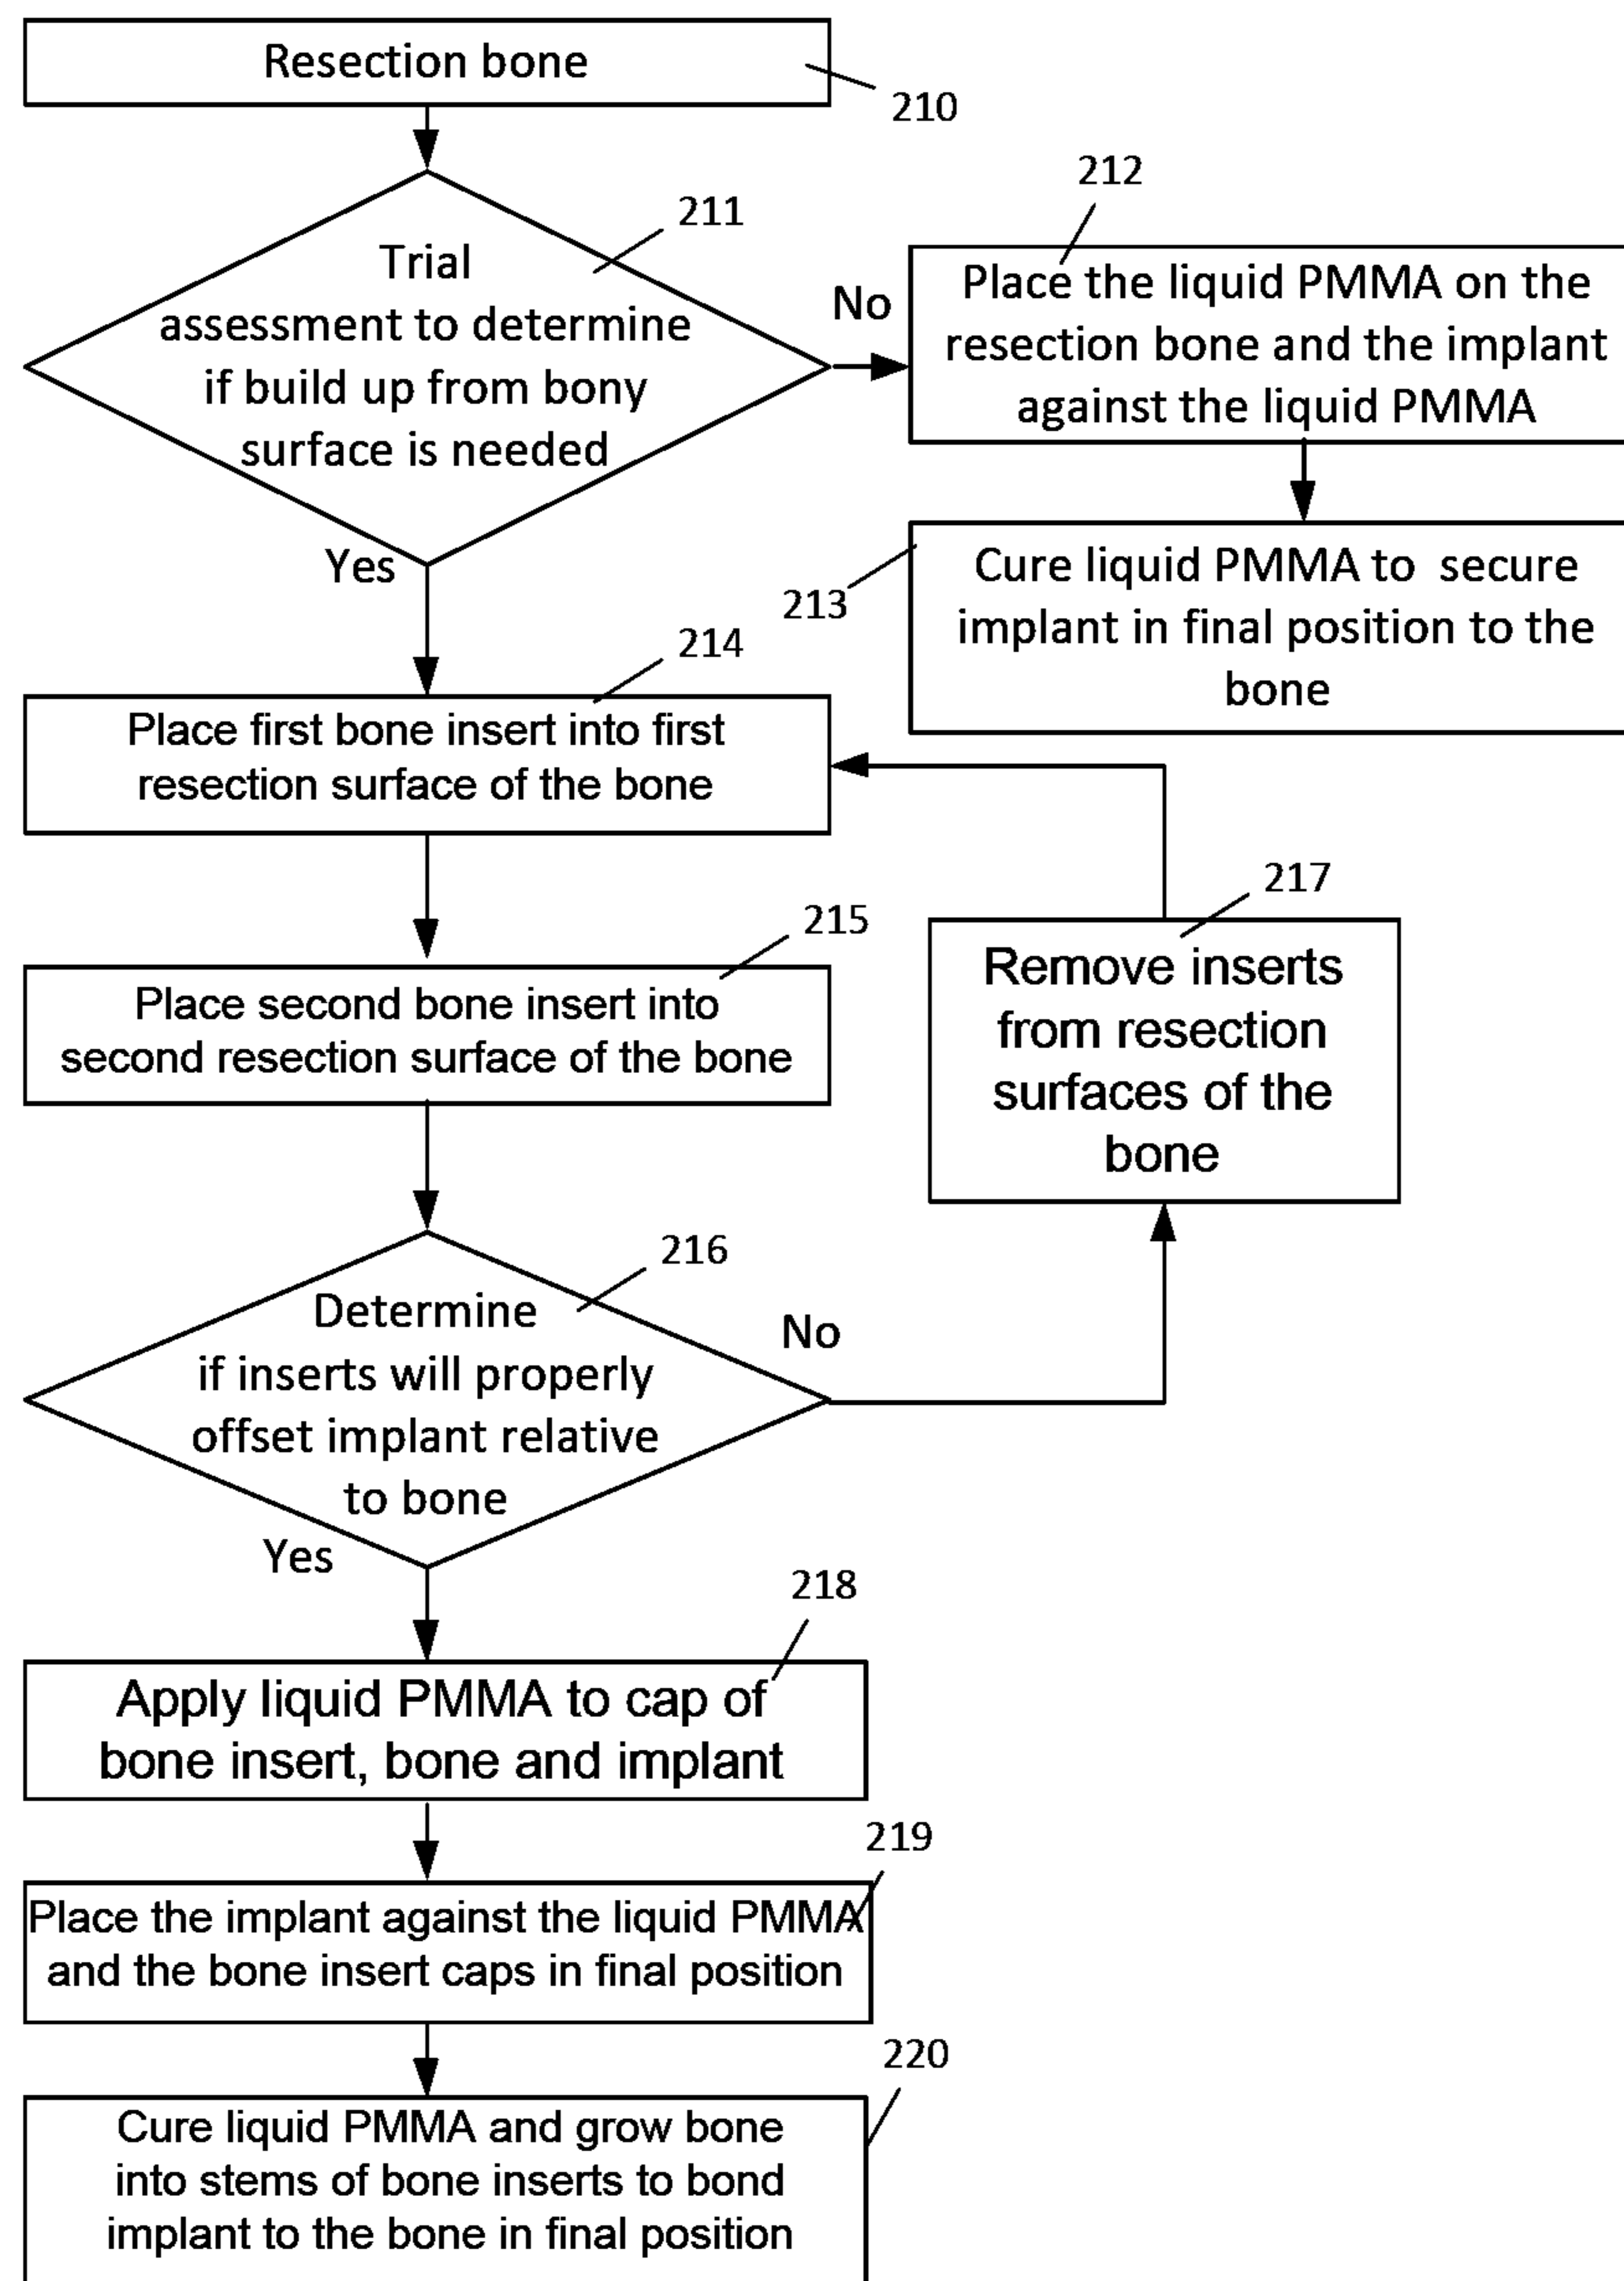 Resection bone
210
211
Trial
assessment to determine
if build up from bony
surface is needed
No
Yes
212
Place the liquid PMMA on the
resection bone and the implant
against the liquid PMMA
213
Cure liquid PMMA to secure
implant in final position to the
bone
214
Place first bone insert into first
resection surface of the bone
215
Place second bone insert into
second resection surface of the bone
216
Determine
if inserts will properly
offset implant relative
to bone
No
Yes
217
Remove inserts
from resection
surfaces of the
bone
218
Apply liquid PMMA to cap of
bone insert, bone and implant
219
Place the implant against the liquid PMMA
and the bone insert caps in final position
220
Cure liquid PMMA and grow bone
into stems of bone inserts to bond
implant to the bone in final position